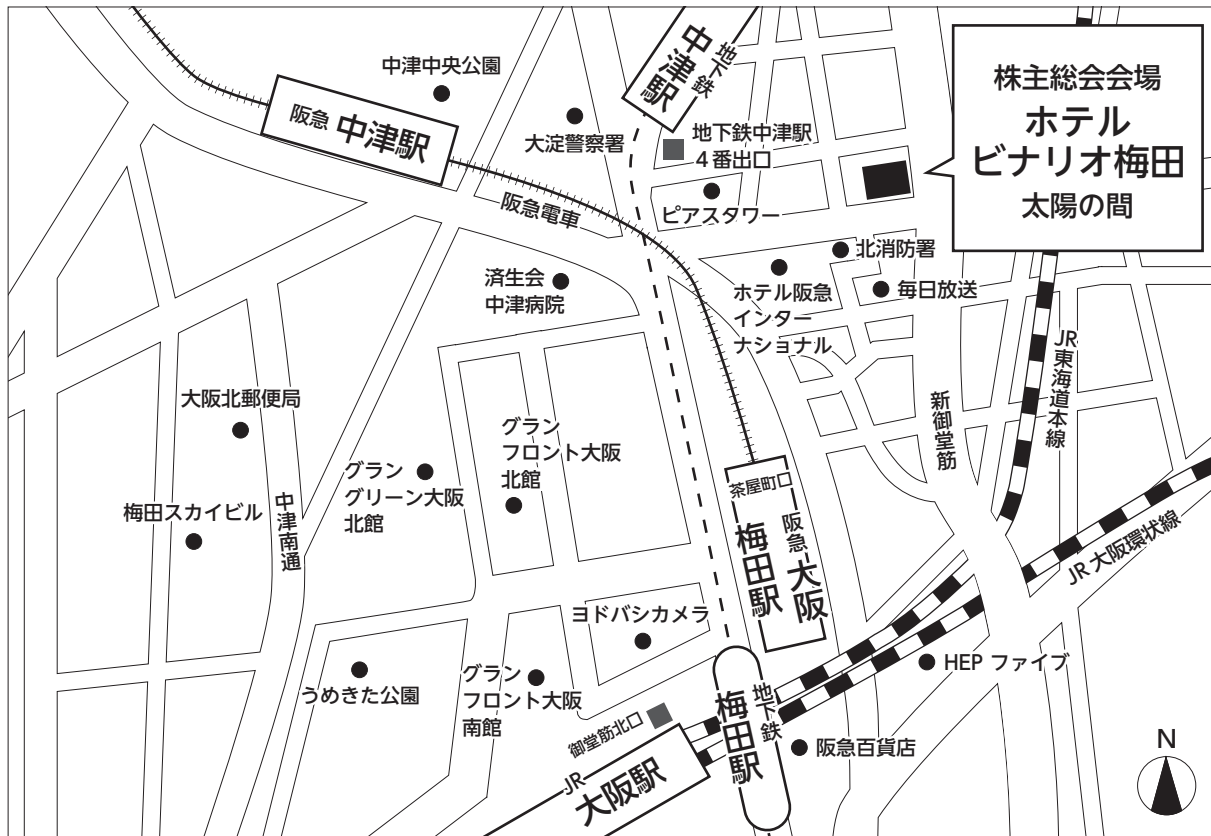 中津中央公園
阪急 中津駅
大淀警察署
地下鉄
中津駅
地下鉄中津駅
4番出口
ピアスタワー
株主総会会場
ホテル
ビナリオ梅田
太陽の間
阪急電車
北消防署
毎日放送
済生会
中津病院
ホテル阪急
インター
ナショナル
JR東海道本線
新御堂筋
大阪北郵便局
グラン
フロント大阪
北館
グラン
グリーン大阪
北館
梅田スカイビル
中津南通
茶屋町口
阪急 大阪
梅田駅
JR 大阪環状線
ヨドバシカメラ
HEP ファイブ
うめきた公園
グラン
フロント大阪
南館
御堂筋北口
地下鉄
梅田駅
阪急百貨店
JR
大阪駅
N